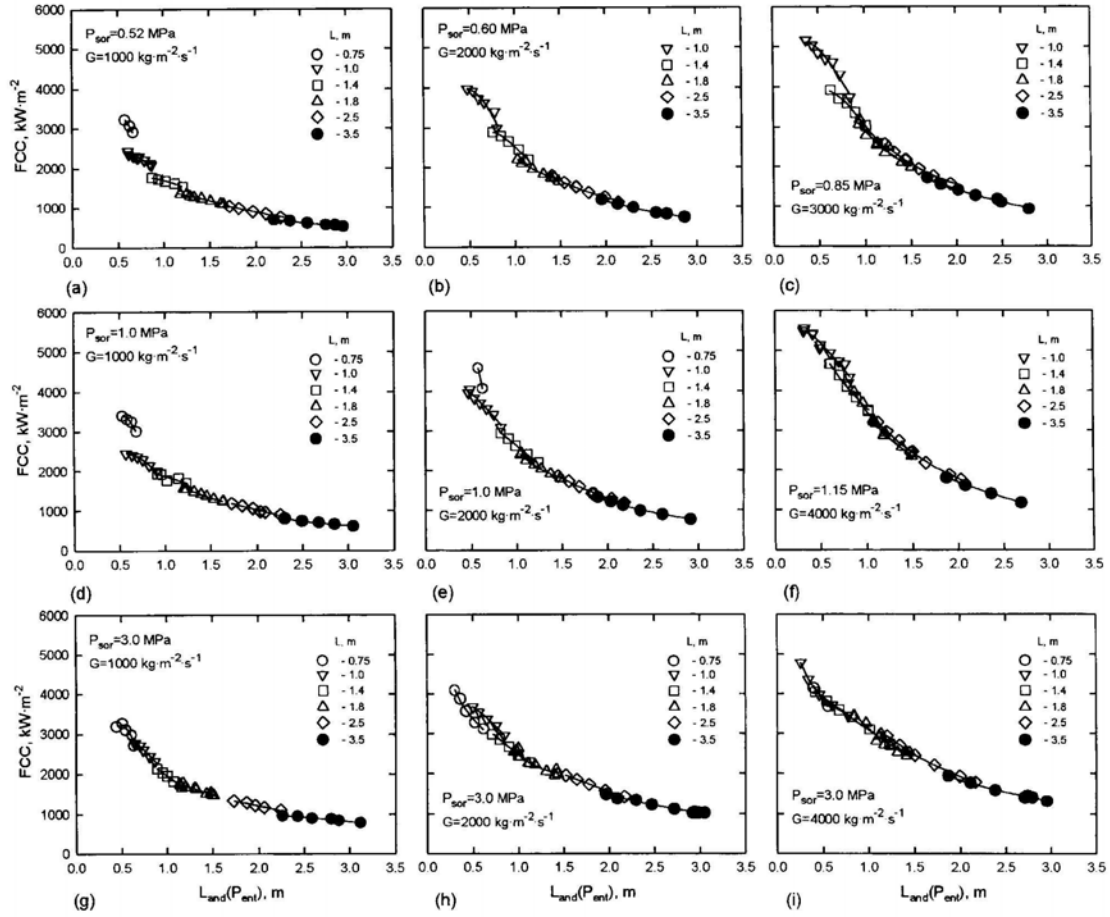 P_sor=0.52 MPa
G=1000 kg·m⁻²·s⁻¹
L, m
- 0.75
- 1.0
- 1.4
- 1.8
- 2.5
- 3.5
FCC, kW·m⁻²
6000
5000
4000
3000
2000
1000
0
0.0 0.5 1.0 1.5 2.0 2.5 3.0 3.5
(a)
P_sor=0.60 MPa
G=2000 kg·m⁻²·s⁻¹
L, m
- 1.0
- 1.4
- 1.8
- 2.5
- 3.5
0.0 0.5 1.0 1.5 2.0 2.5 3.0 3.5
(b)
L, m
- 1.0
- 1.4
- 1.8
- 2.5
- 3.5
P_sor=0.85 MPa
G=3000 kg·m⁻²·s⁻¹
0.0 0.5 1.0 1.5 2.0 2.5 3.0 3.5
(c)
P_sor=1.0 MPa
G=1000 kg·m⁻²·s⁻¹
L, m
- 0.75
- 1.0
- 1.4
- 1.8
- 2.5
- 3.5
FCC, kW·m⁻²
6000
5000
4000
3000
2000
1000
0
0.0 0.5 1.0 1.5 2.0 2.5 3.0 3.5
(d)
L, m
- 0.75
- 1.0
- 1.4
- 1.8
- 2.5
- 3.5
P_sor=1.0 MPa
G=2000 kg·m⁻²·s⁻¹
0.0 0.5 1.0 1.5 2.0 2.5 3.0 3.5
(e)
L, m
- 1.0
- 1.4
- 1.8
- 2.5
- 3.5
P_sor=1.15 MPa
G=4000 kg·m⁻²·s⁻¹
0.0 0.5 1.0 1.5 2.0 2.5 3.0 3.5
(f)
P_sor=3.0 MPa
G=1000 kg·m⁻²·s⁻¹
L, m
- 0.75
- 1.0
- 1.4
- 1.8
- 2.5
- 3.5
FCC, kW·m⁻²
6000
5000
4000
3000
2000
1000
0
0.0 0.5 1.0 1.5 2.0 2.5 3.0 3.5
L_and(P_ent), m
(g)
L, m
- 0.75
- 1.0
- 1.4
- 1.8
- 2.5
- 3.5
P_sor=3.0 MPa
G=2000 kg·m⁻²·s⁻¹
0.0 0.5 1.0 1.5 2.0 2.5 3.0 3.5
L_and(P_ent), m
(h)
L, m
- 0.75
- 1.0
- 1.4
- 1.8
- 2.5
- 3.5
P_sor=3.0 MPa
G=4000 kg·m⁻²·s⁻¹
0.0 0.5 1.0 1.5 2.0 2.5 3.0 3.5
L_and(P_ent), m
(i)